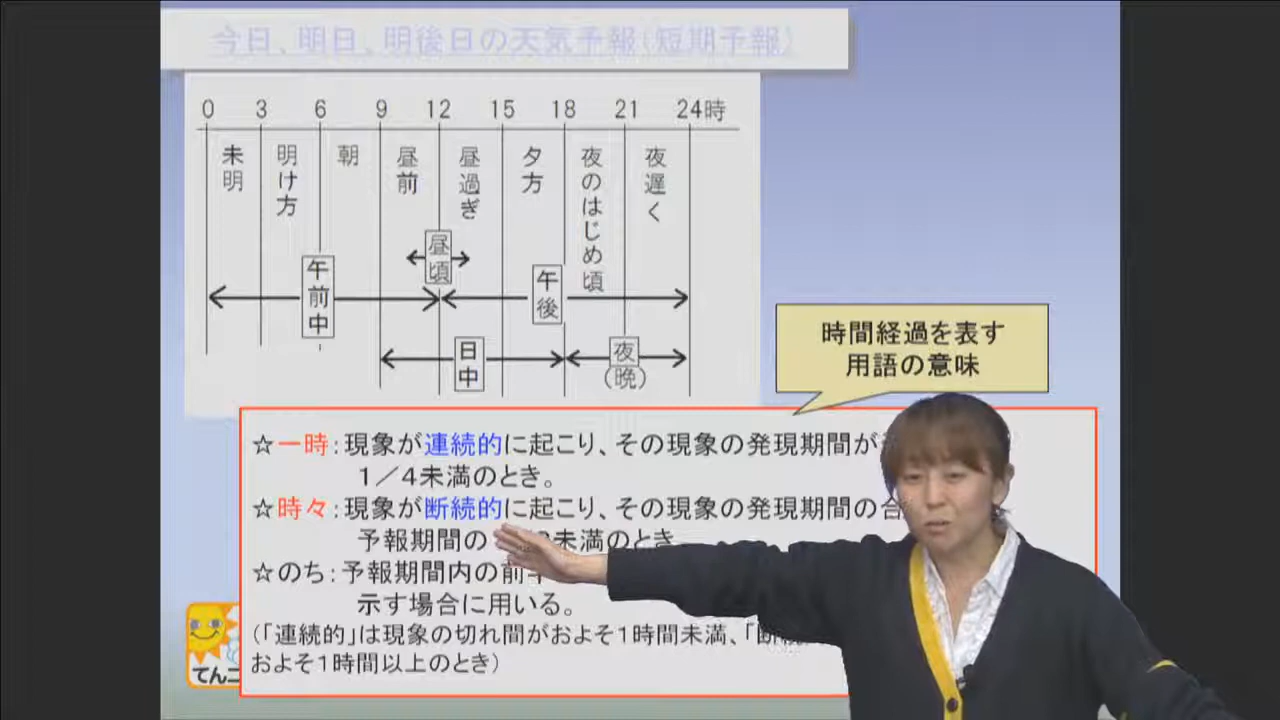 今日、明日、明後日の天気予報(短期予報)
0 3 6 9 12 15 18 21 24時
未明
明け方
朝
昼前
昼過ぎ
夕方
夜のはじめ頃
夜遅く
昼頃
午前中
午後
日中
夜
(晩)
時間経過を表す
用語の意味
☆一時:現象が連続的に起こり、その現象の発現期間が
1/4未満のとき。
☆時々:現象が断続的に起こり、その現象の発現期間の合
予報期間の 未満のとき
☆のち:予報期間内の前
示す場合に用いる。
(「連続的」は現象の切れ間がおよそ1時間未満、「断
およそ1時間以上のとき)
てん